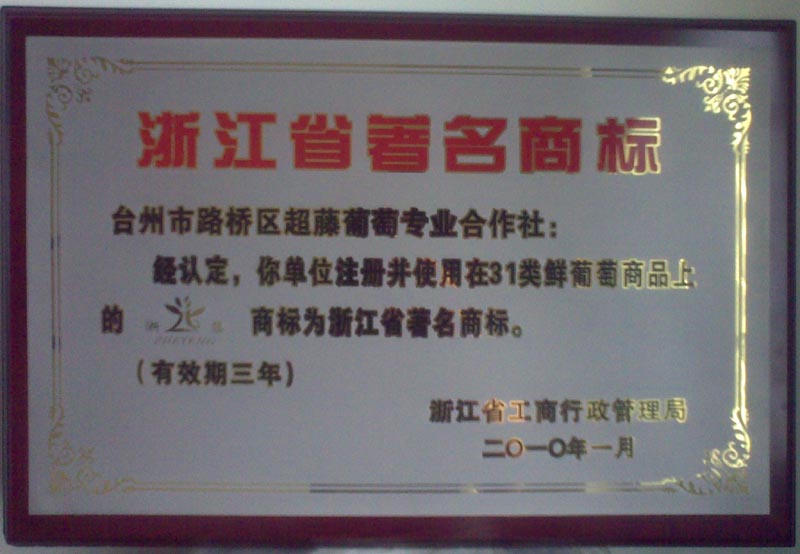 浙江省著名商标
台州市路桥区超藤葡萄专业合作社：
经认定，你单位注册并使用在31类鲜葡萄商品上
的 浙 商标为浙江省著名商标。
（有效期三年）
浙江省工商行政管理局
二〇一〇年一月